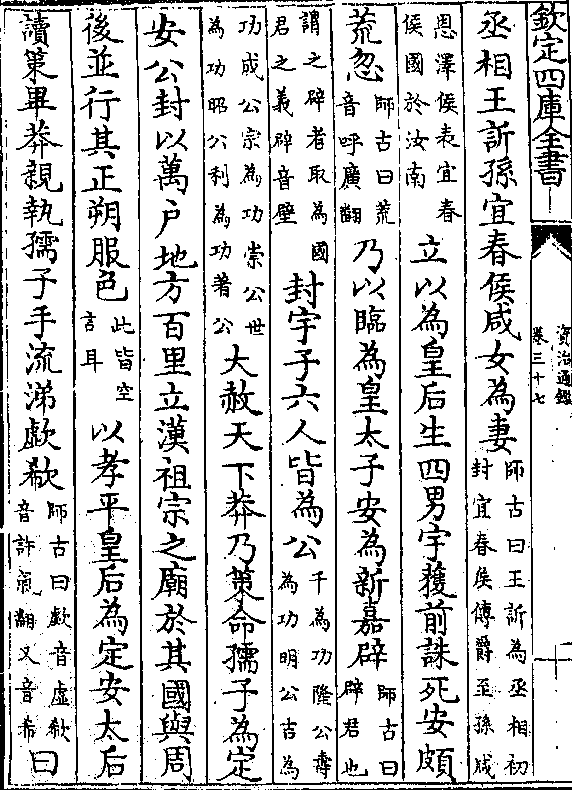 欽定四庫全書
資治通鑑
卷三十七
丞相王訢孫宜春侯咸女為妻師古曰王訢為丞相初封宜春侯傳爵至孫咸
恩澤侯表宜春侯國於汝南立以為皇后生四男宇獲前誅死安頗
荒忽師古曰荒音呼廣翻乃以臨為皇太子安為新嘉辟師古曰辟君也
謂之辟者取為國君之義辟音璧封宇子六人皆為公千為功隆公壽為功明公吉為
功成公宗為功崇公世為功昭公利為功著公大赦天下莽乃策命孺子為定
安公封以萬户地方百里立漢祖宗之廟於其國與周
後並行其正朔服色此皆空言耳以孝平皇后為定安太后
讀策畢莽親執孺子手流涕歔欷師古曰歔音虛欷音許氣翻又音希曰